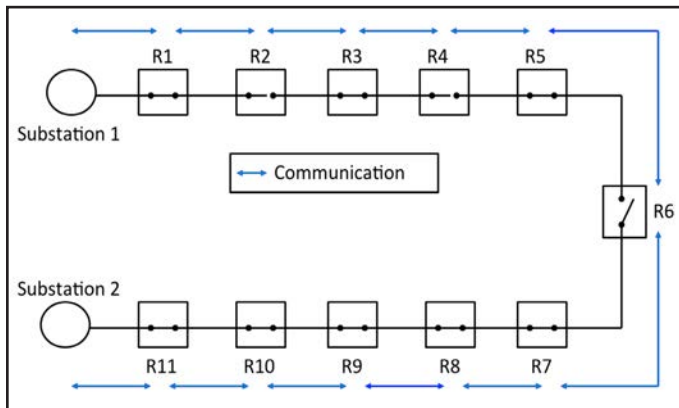 R1 R2 R3 R4 R5
Substation 1
Communication
R6
Substation 2
R11 R10 R9 R8 R7